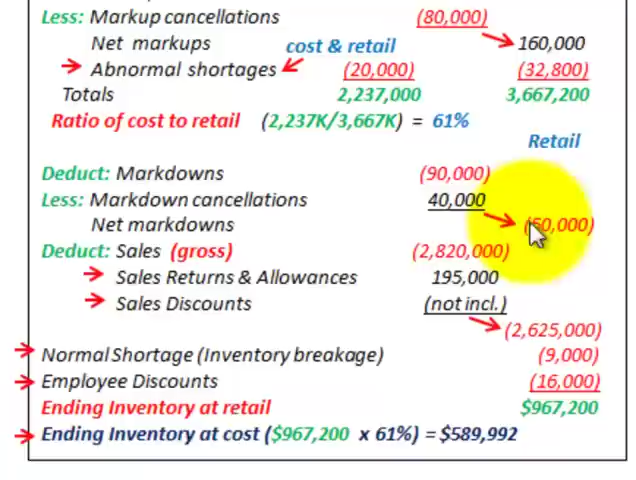 Less: Markup cancellations (80,000)
Net markups cost & retail 160,000
Abnormal shortages (20,000) (32,800)
Totals 2,237,000 3,667,200
Ratio of cost to retail (2,237K/3,667K) = 61%
Retail
Deduct: Markdowns (90,000)
Less: Markdown cancellations 40,000
Net markdowns (50,000)
Deduct: Sales (gross) (2,820,000)
Sales Returns & Allowances 195,000
Sales Discounts (not incl.)
(2,625,000)
Normal Shortage (Inventory breakage) (9,000)
Employee Discounts (16,000)
Ending Inventory at retail $967,200
Ending Inventory at cost ($967,200 x 61%) = $589,992